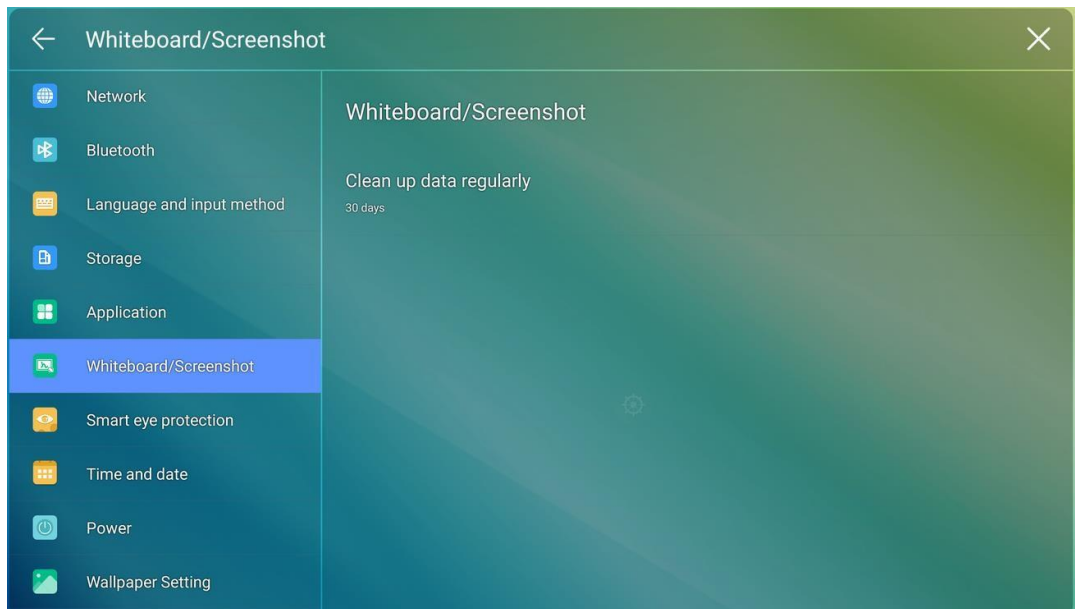 Whiteboard/Screenshot
Network
Bluetooth
Language and input method
Storage
Application
Whiteboard/Screenshot
Smart eye protection
Time and date
Power
Wallpaper Setting
Whiteboard/Screenshot
Clean up data regularly
30 days